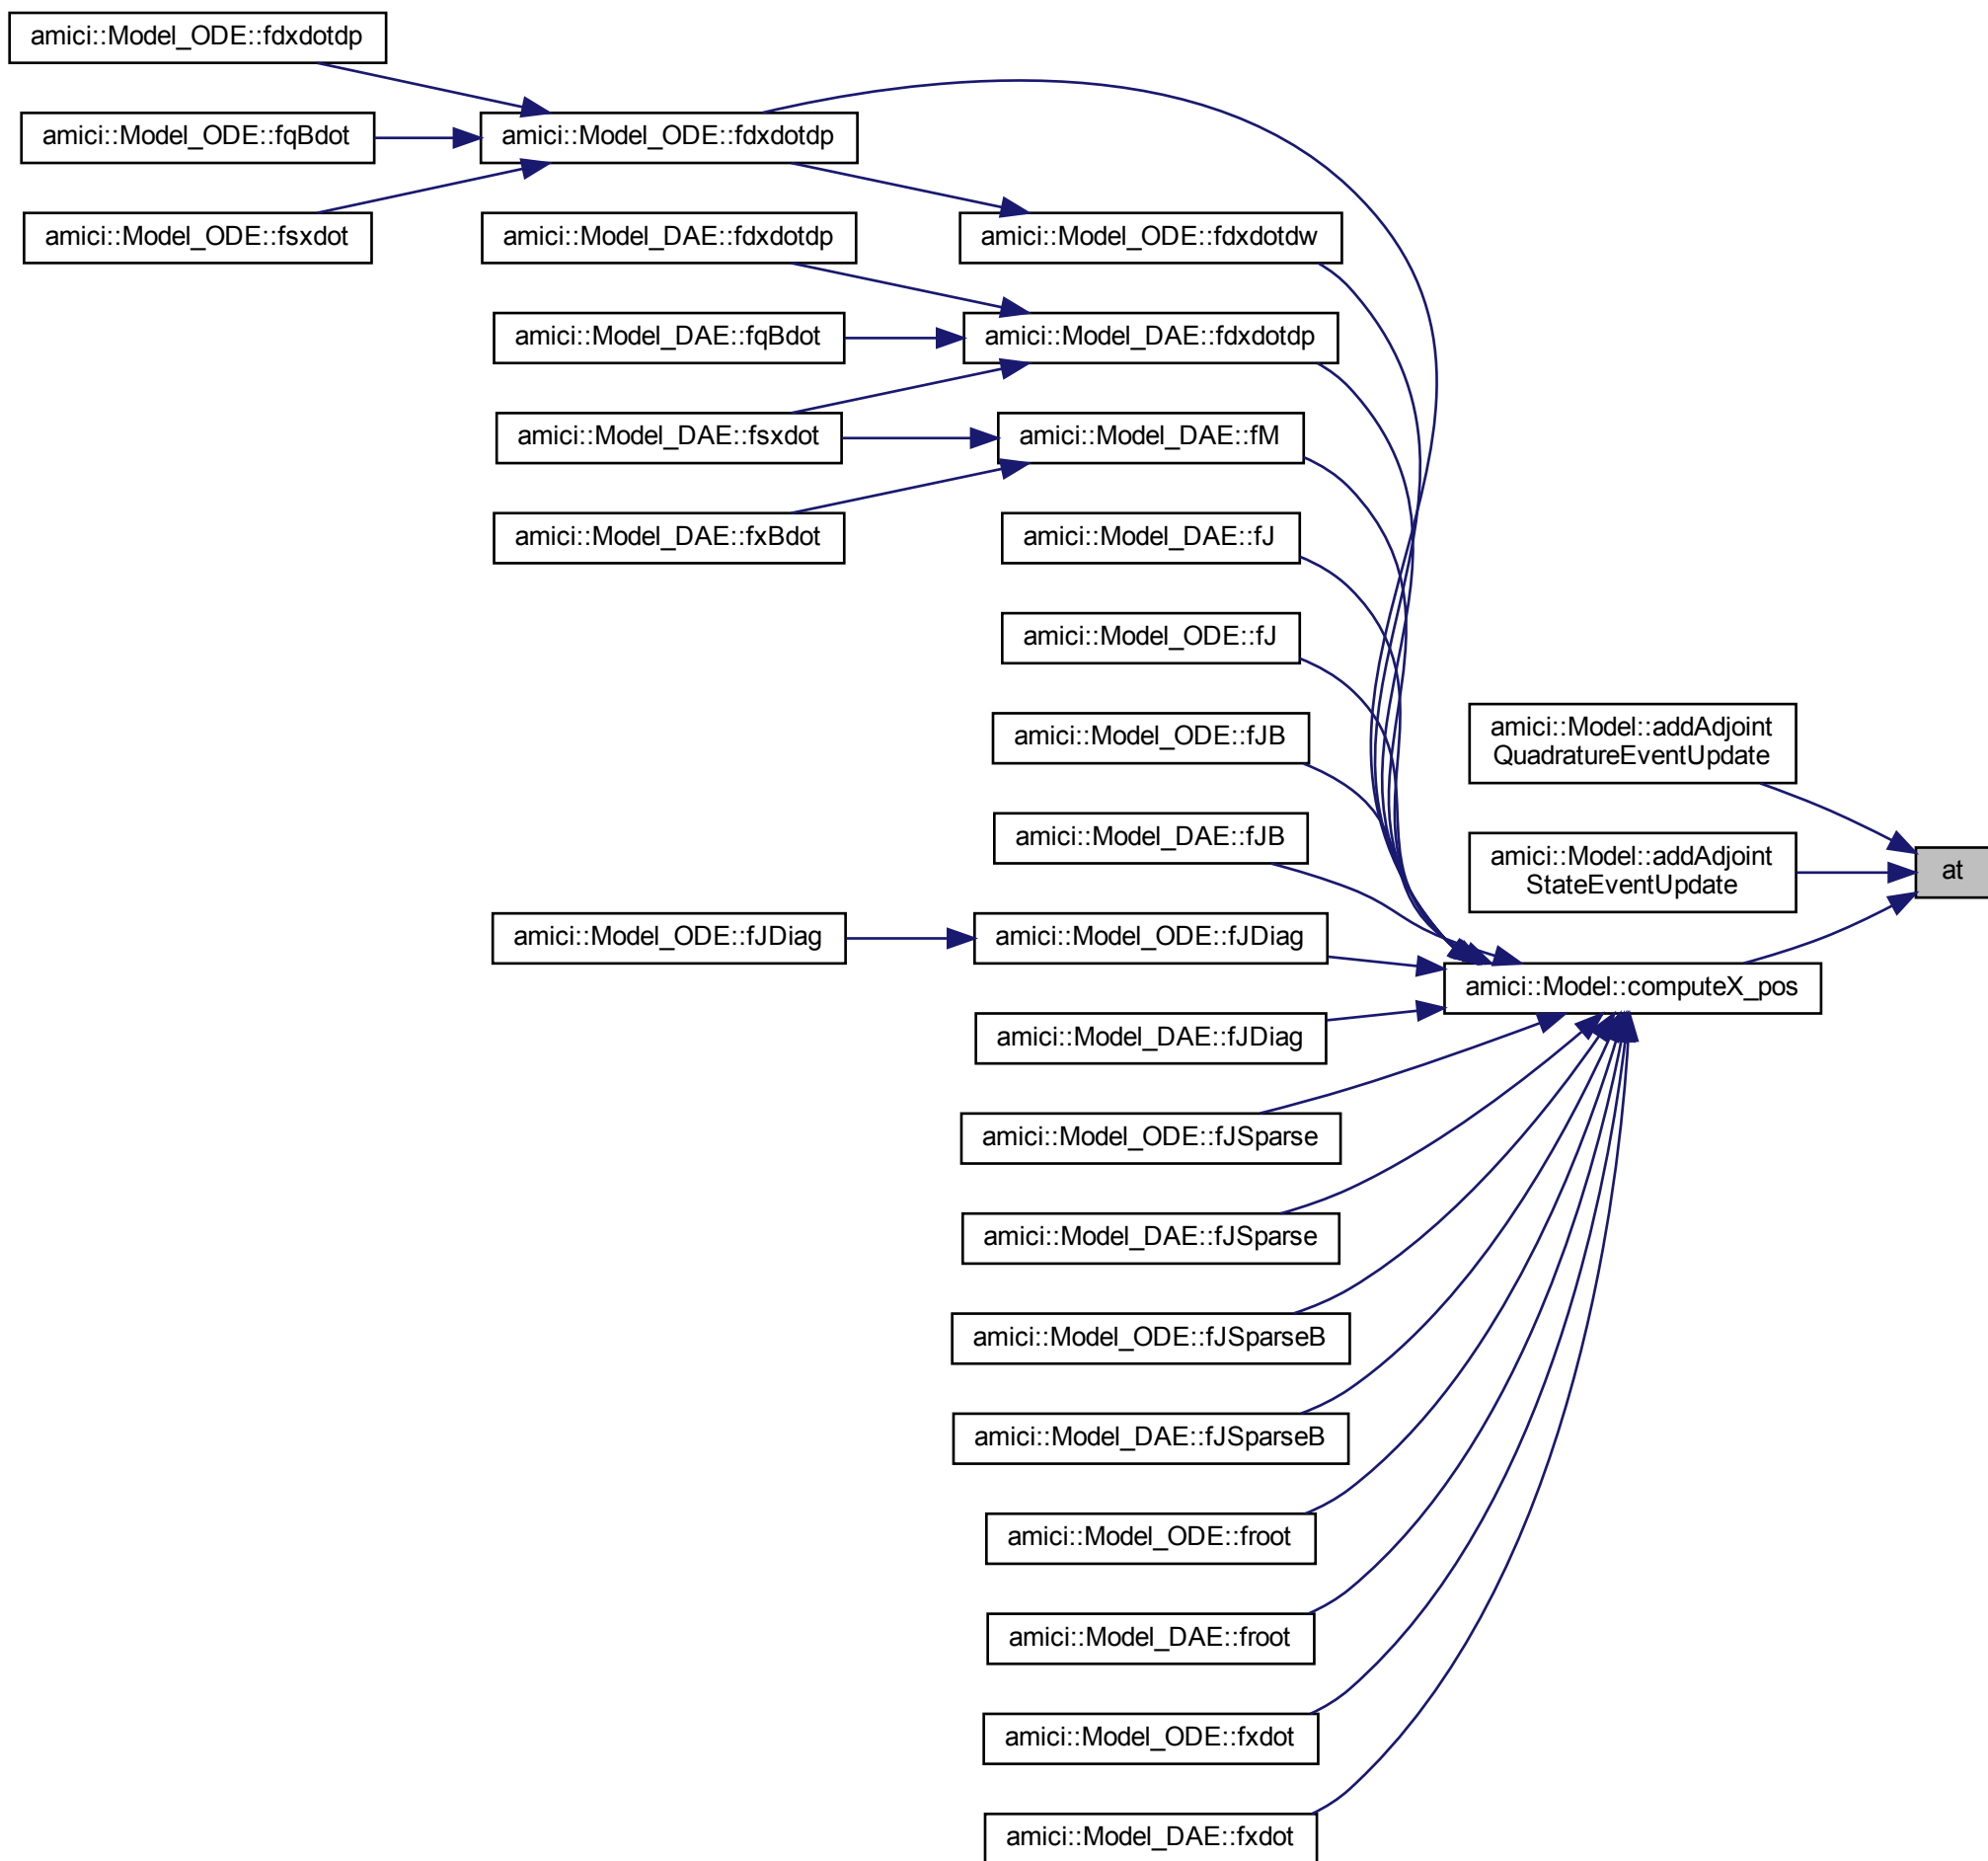 amici::Model_ODE::fdxdotdp
amici::Model_ODE::fqBdot
amici::Model_ODE::fdxdotdp
amici::Model_ODE::fsxdot
amici::Model_DAE::fdxdotdp
amici::Model_ODE::fdxdotdw
amici::Model_DAE::fqBdot
amici::Model_DAE::fdxdotdp
amici::Model_DAE::fsxdot
amici::Model_DAE::fM
amici::Model_DAE::fxBdot
amici::Model_DAE::fJ
amici::Model_ODE::fJ
amici::Model_ODE::fJB
amici::Model::addAdjoint
QuadratureEventUpdate
amici::Model_DAE::fJB
amici::Model::addAdjoint
StateEventUpdate
at
amici::Model_ODE::fJDiag
amici::Model_ODE::fJDiag
amici::Model::computeX_pos
amici::Model_DAE::fJDiag
amici::Model_ODE::fJSparse
amici::Model_DAE::fJSparse
amici::Model_ODE::fJSparseB
amici::Model_DAE::fJSparseB
amici::Model_ODE::froot
amici::Model_DAE::froot
amici::Model_ODE::fxdot
amici::Model_DAE::fxdot